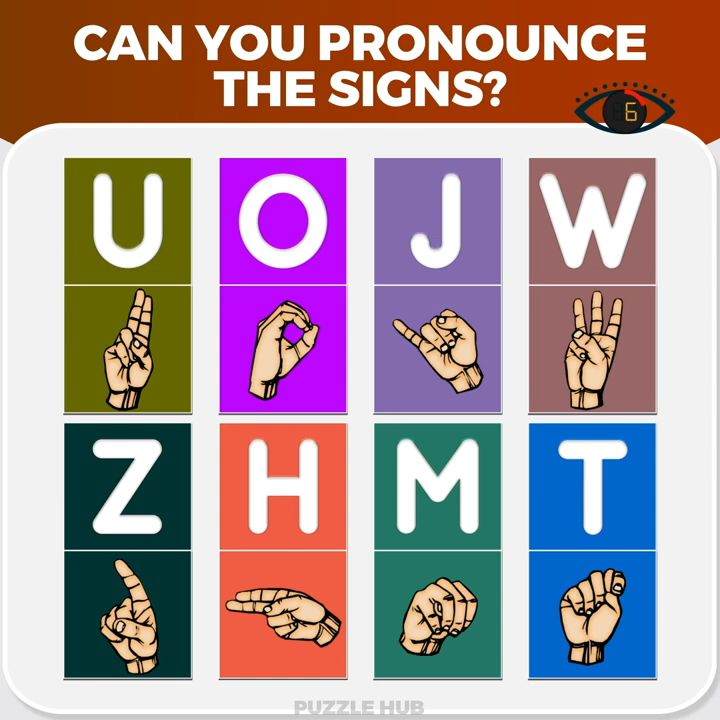 CAN YOU PRONOUNCE
THE SIGNS?
6
U O J W
Z H M T
PUZZLE HUB